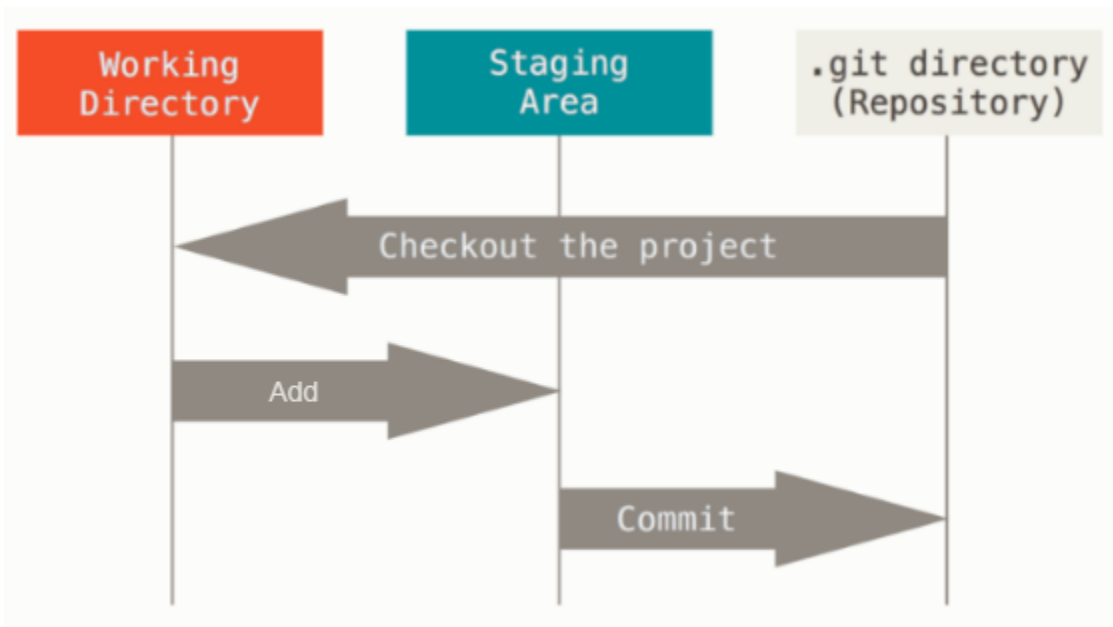 Working
Directory
Staging
Area
.git directory
(Repository)
Checkout the project
Add
Commit